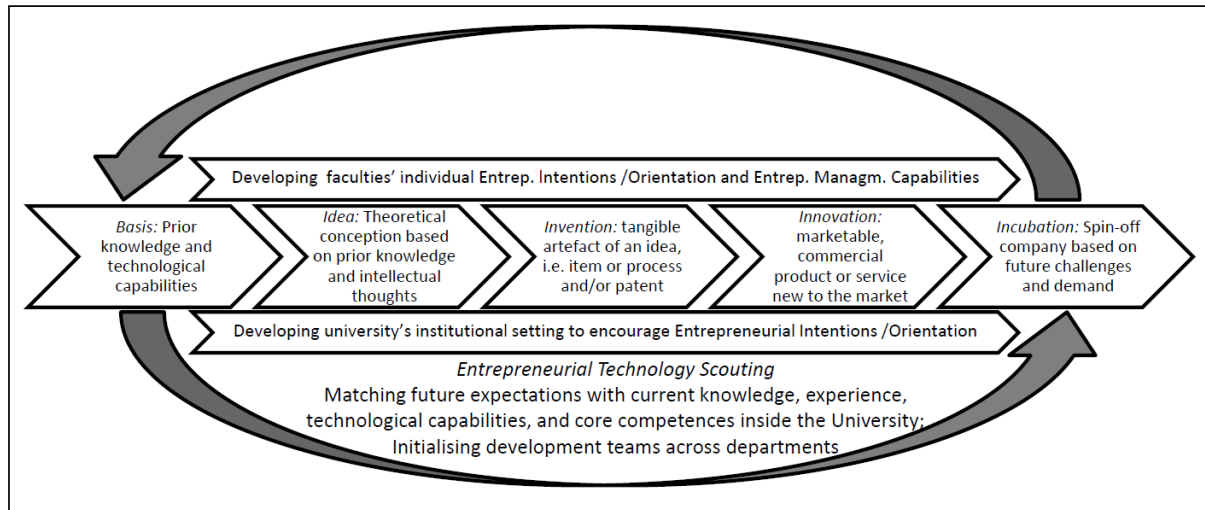 Developing faculties' individual Entrep. Intentions /Orientation and Entrep. Managm. Capabilities
Basis: Prior
knowledge and
technological
capabilities
Idea: Theoretical
conception based
on prior knowledge
and intellectual
thoughts
Invention: tangible
artefact of an idea,
i.e. item or process
and/or patent
Innovation:
marketable,
commercial
product or service
new to the market
Incubation: Spin-off
company based on
future challenges
and demand
Developing university's institutional setting to encourage Entrepreneurial Intentions /Orientation
Entrepreneurial Technology Scouting
Matching future expectations with current knowledge, experience,
technological capabilities, and core competences inside the University;
Initialising development teams across departments